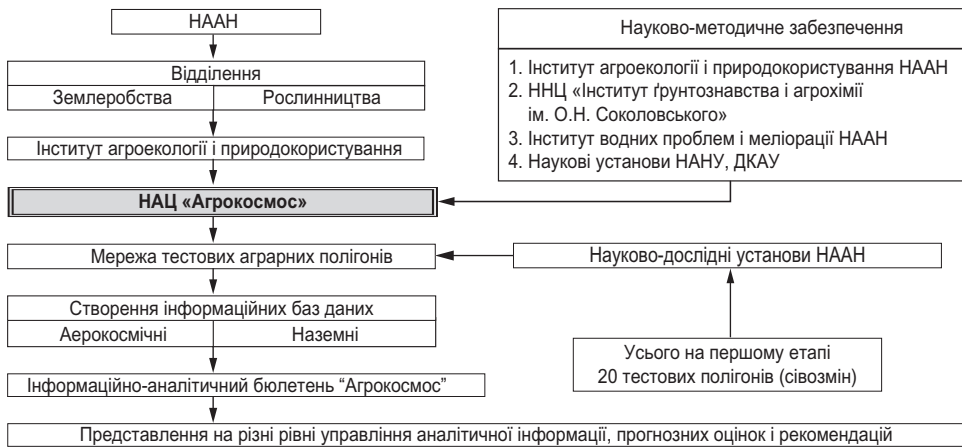 НААН
Відділення
Землеробства
Рослинництва
Інститут агроекології і природокористування
НАЦ «Агрокосмос»
Мережа тестових аграрних полігонів
Створення інформаційних баз даних
Аерокосмічні
Наземні
Інформаційно-аналітичний бюлетень “Агрокосмос”
Представлення на різні рівні управління аналітичної інформації, прогнозних оцінок і рекомендацій
Науково-методичне забезпечення
1. Інститут агроекології і природокористування НААН
2. ННЦ «Інститут ґрунтознавства і агрохімії
ім. О.Н. Соколовського»
3. Інститут водних проблем і меліорації НААН
4. Наукові установи НАНУ, ДКАУ
Науково-дослідні установи НААН
Усього на першому етапі
20 тестових полігонів (сівозмін)